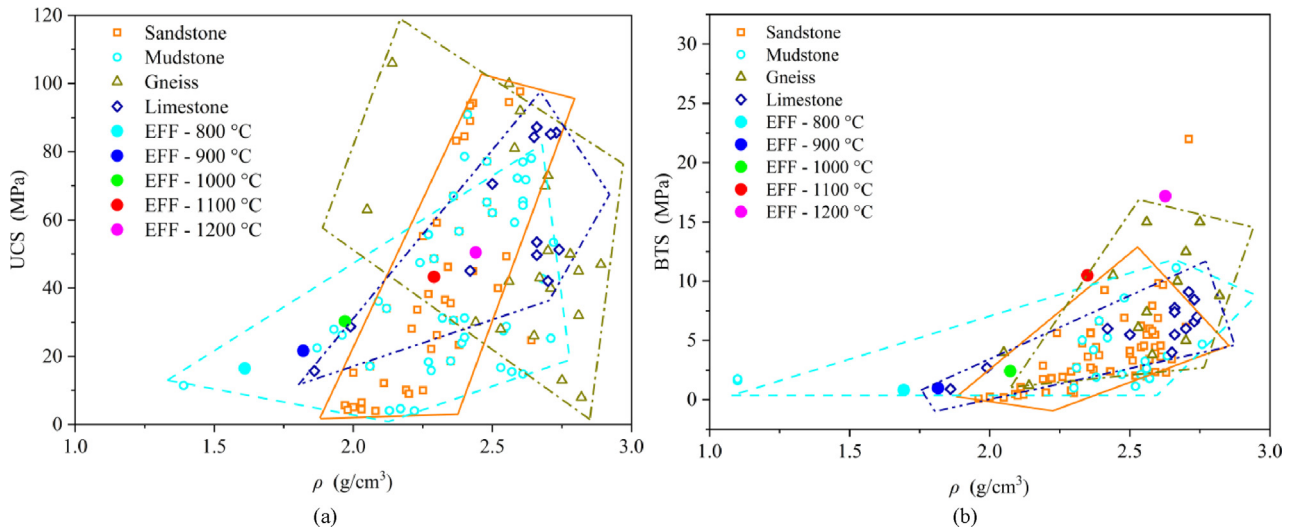 (a)
120
100
80
60
40
20
0
UCS (MPa)
Sandstone
Mudstone
Gneiss
Limestone
EFF - 800 °C
EFF - 900 °C
EFF - 1000 °C
EFF - 1100 °C
EFF - 1200 °C
1.0 1.5 2.0 2.5 3.0
ρ (g/cm³)
(a)
(b)
30
25
20
15
10
5
0
BTS (MPa)
Sandstone
Mudstone
Gneiss
Limestone
EFF - 800 °C
EFF - 900 °C
EFF - 1000 °C
EFF - 1100 °C
EFF - 1200 °C
1.0 1.5 2.0 2.5 3.0
ρ (g/cm³)
(b)